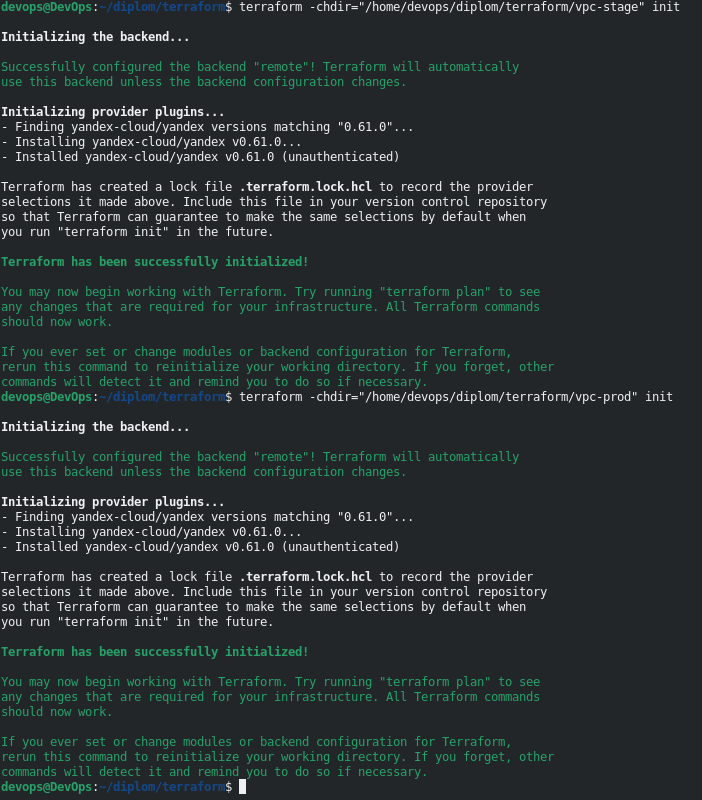 devops@DevOps:~/diplom/terraform$ terraform -chdir="/home/devops/diplom/terraform/vpc-stage" init
Initializing the backend...
Successfully configured the backend "remote"! Terraform will automatically
use this backend unless the backend configuration changes.
Initializing provider plugins...
- Finding yandex-cloud/yandex versions matching "0.61.0"...
- Installing yandex-cloud/yandex v0.61.0...
- Installed yandex-cloud/yandex v0.61.0 (unauthenticated)
Terraform has created a lock file .terraform.lock.hcl to record the provider
selections it made above. Include this file in your version control repository
so that Terraform can guarantee to make the same selections by default when
you run "terraform init" in the future.
Terraform has been successfully initialized!
You may now begin working with Terraform. Try running "terraform plan" to see
any changes that are required for your infrastructure. All Terraform commands
should now work.
If you ever set or change modules or backend configuration for Terraform,
rerun this command to reinitialize your working directory. If you forget, other
commands will detect it and remind you to do so if necessary.
devops@DevOps:~/diplom/terraform$ terraform -chdir="/home/devops/diplom/terraform/vpc-prod" init
Initializing the backend...
Successfully configured the backend "remote"! Terraform will automatically
use this backend unless the backend configuration changes.
Initializing provider plugins...
- Finding yandex-cloud/yandex versions matching "0.61.0"...
- Installing yandex-cloud/yandex v0.61.0...
- Installed yandex-cloud/yandex v0.61.0 (unauthenticated)
Terraform has created a lock file .terraform.lock.hcl to record the provider
selections it made above. Include this file in your version control repository
so that Terraform can guarantee to make the same selections by default when
you run "terraform init" in the future.
Terraform has been successfully initialized!
You may now begin working with Terraform. Try running "terraform plan" to see
any changes that are required for your infrastructure. All Terraform commands
should now work.
If you ever set or change modules or backend configuration for Terraform,
rerun this command to reinitialize your working directory. If you forget, other
commands will detect it and remind you to do so if necessary.
devops@DevOps:~/diplom/terraform$